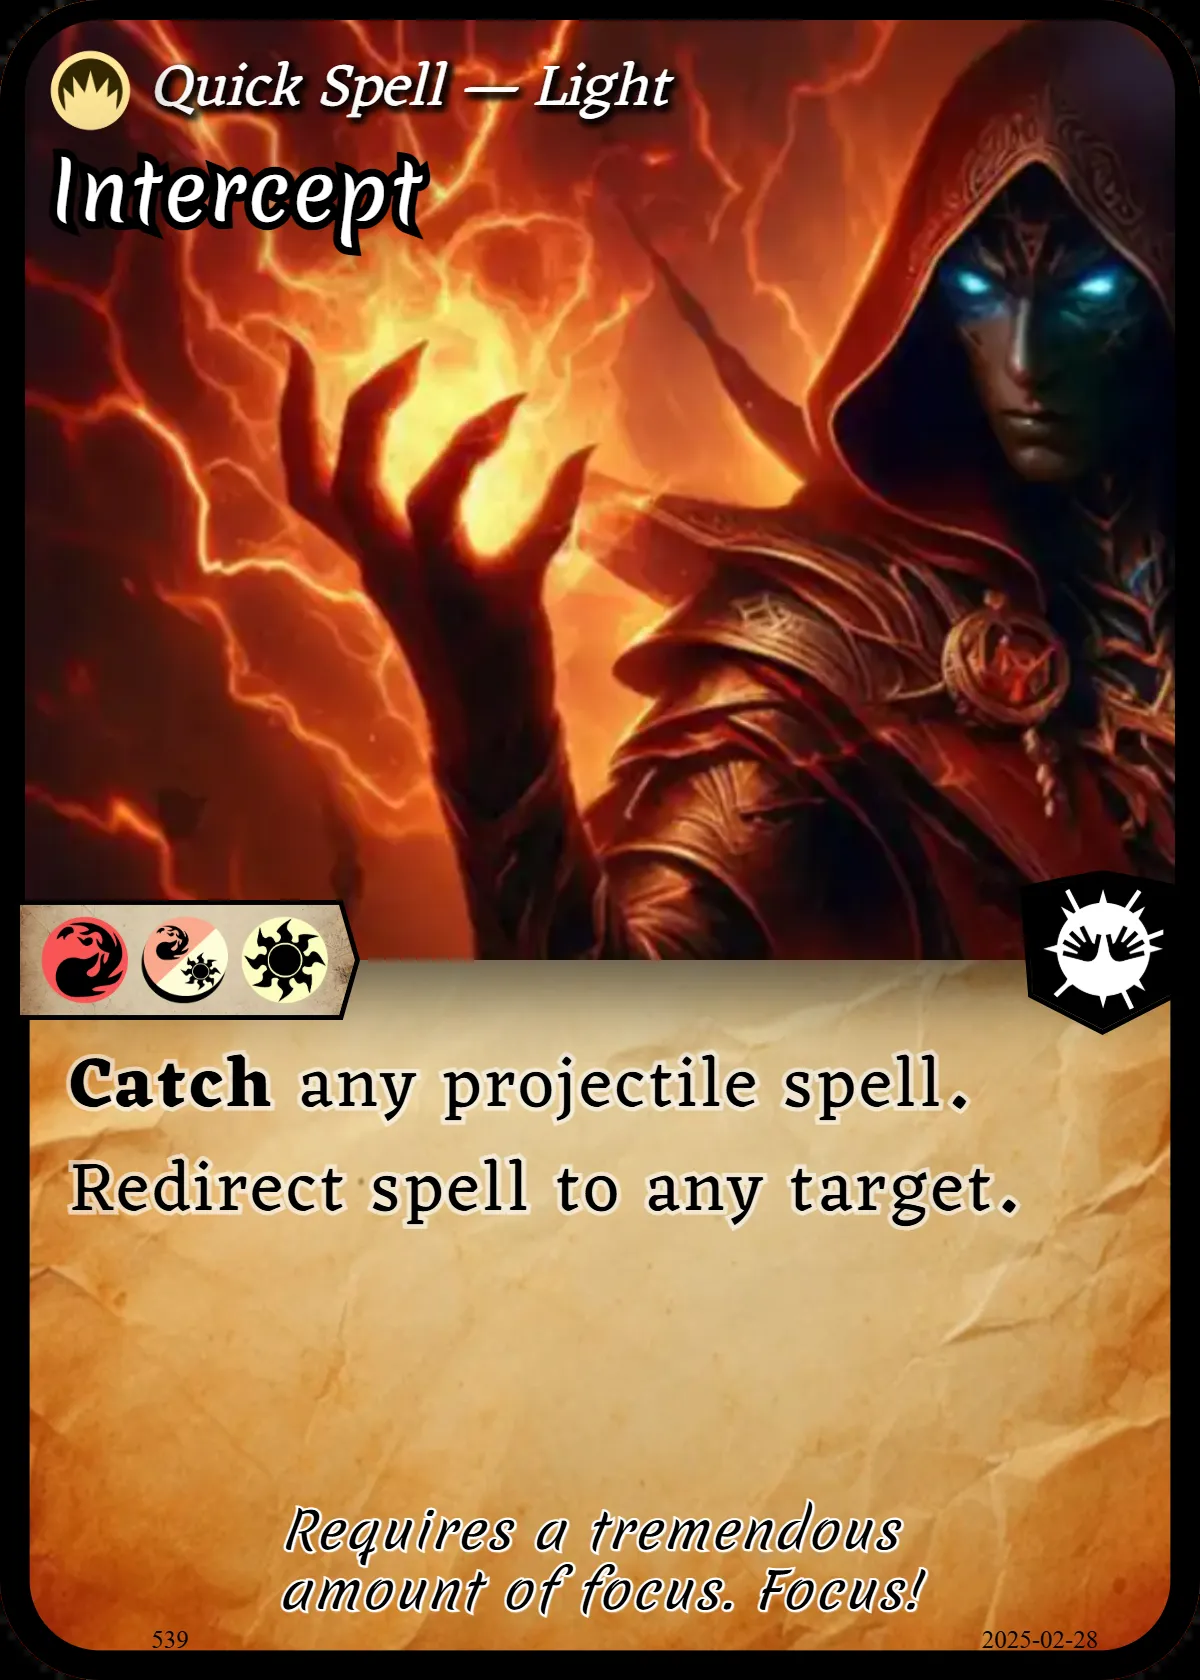 Quick Spell — Light
Intercept
Catch any projectile spell.
Redirect spell to any target.
Requires a tremendous
amount of focus. Focus!
539
2025-02-28